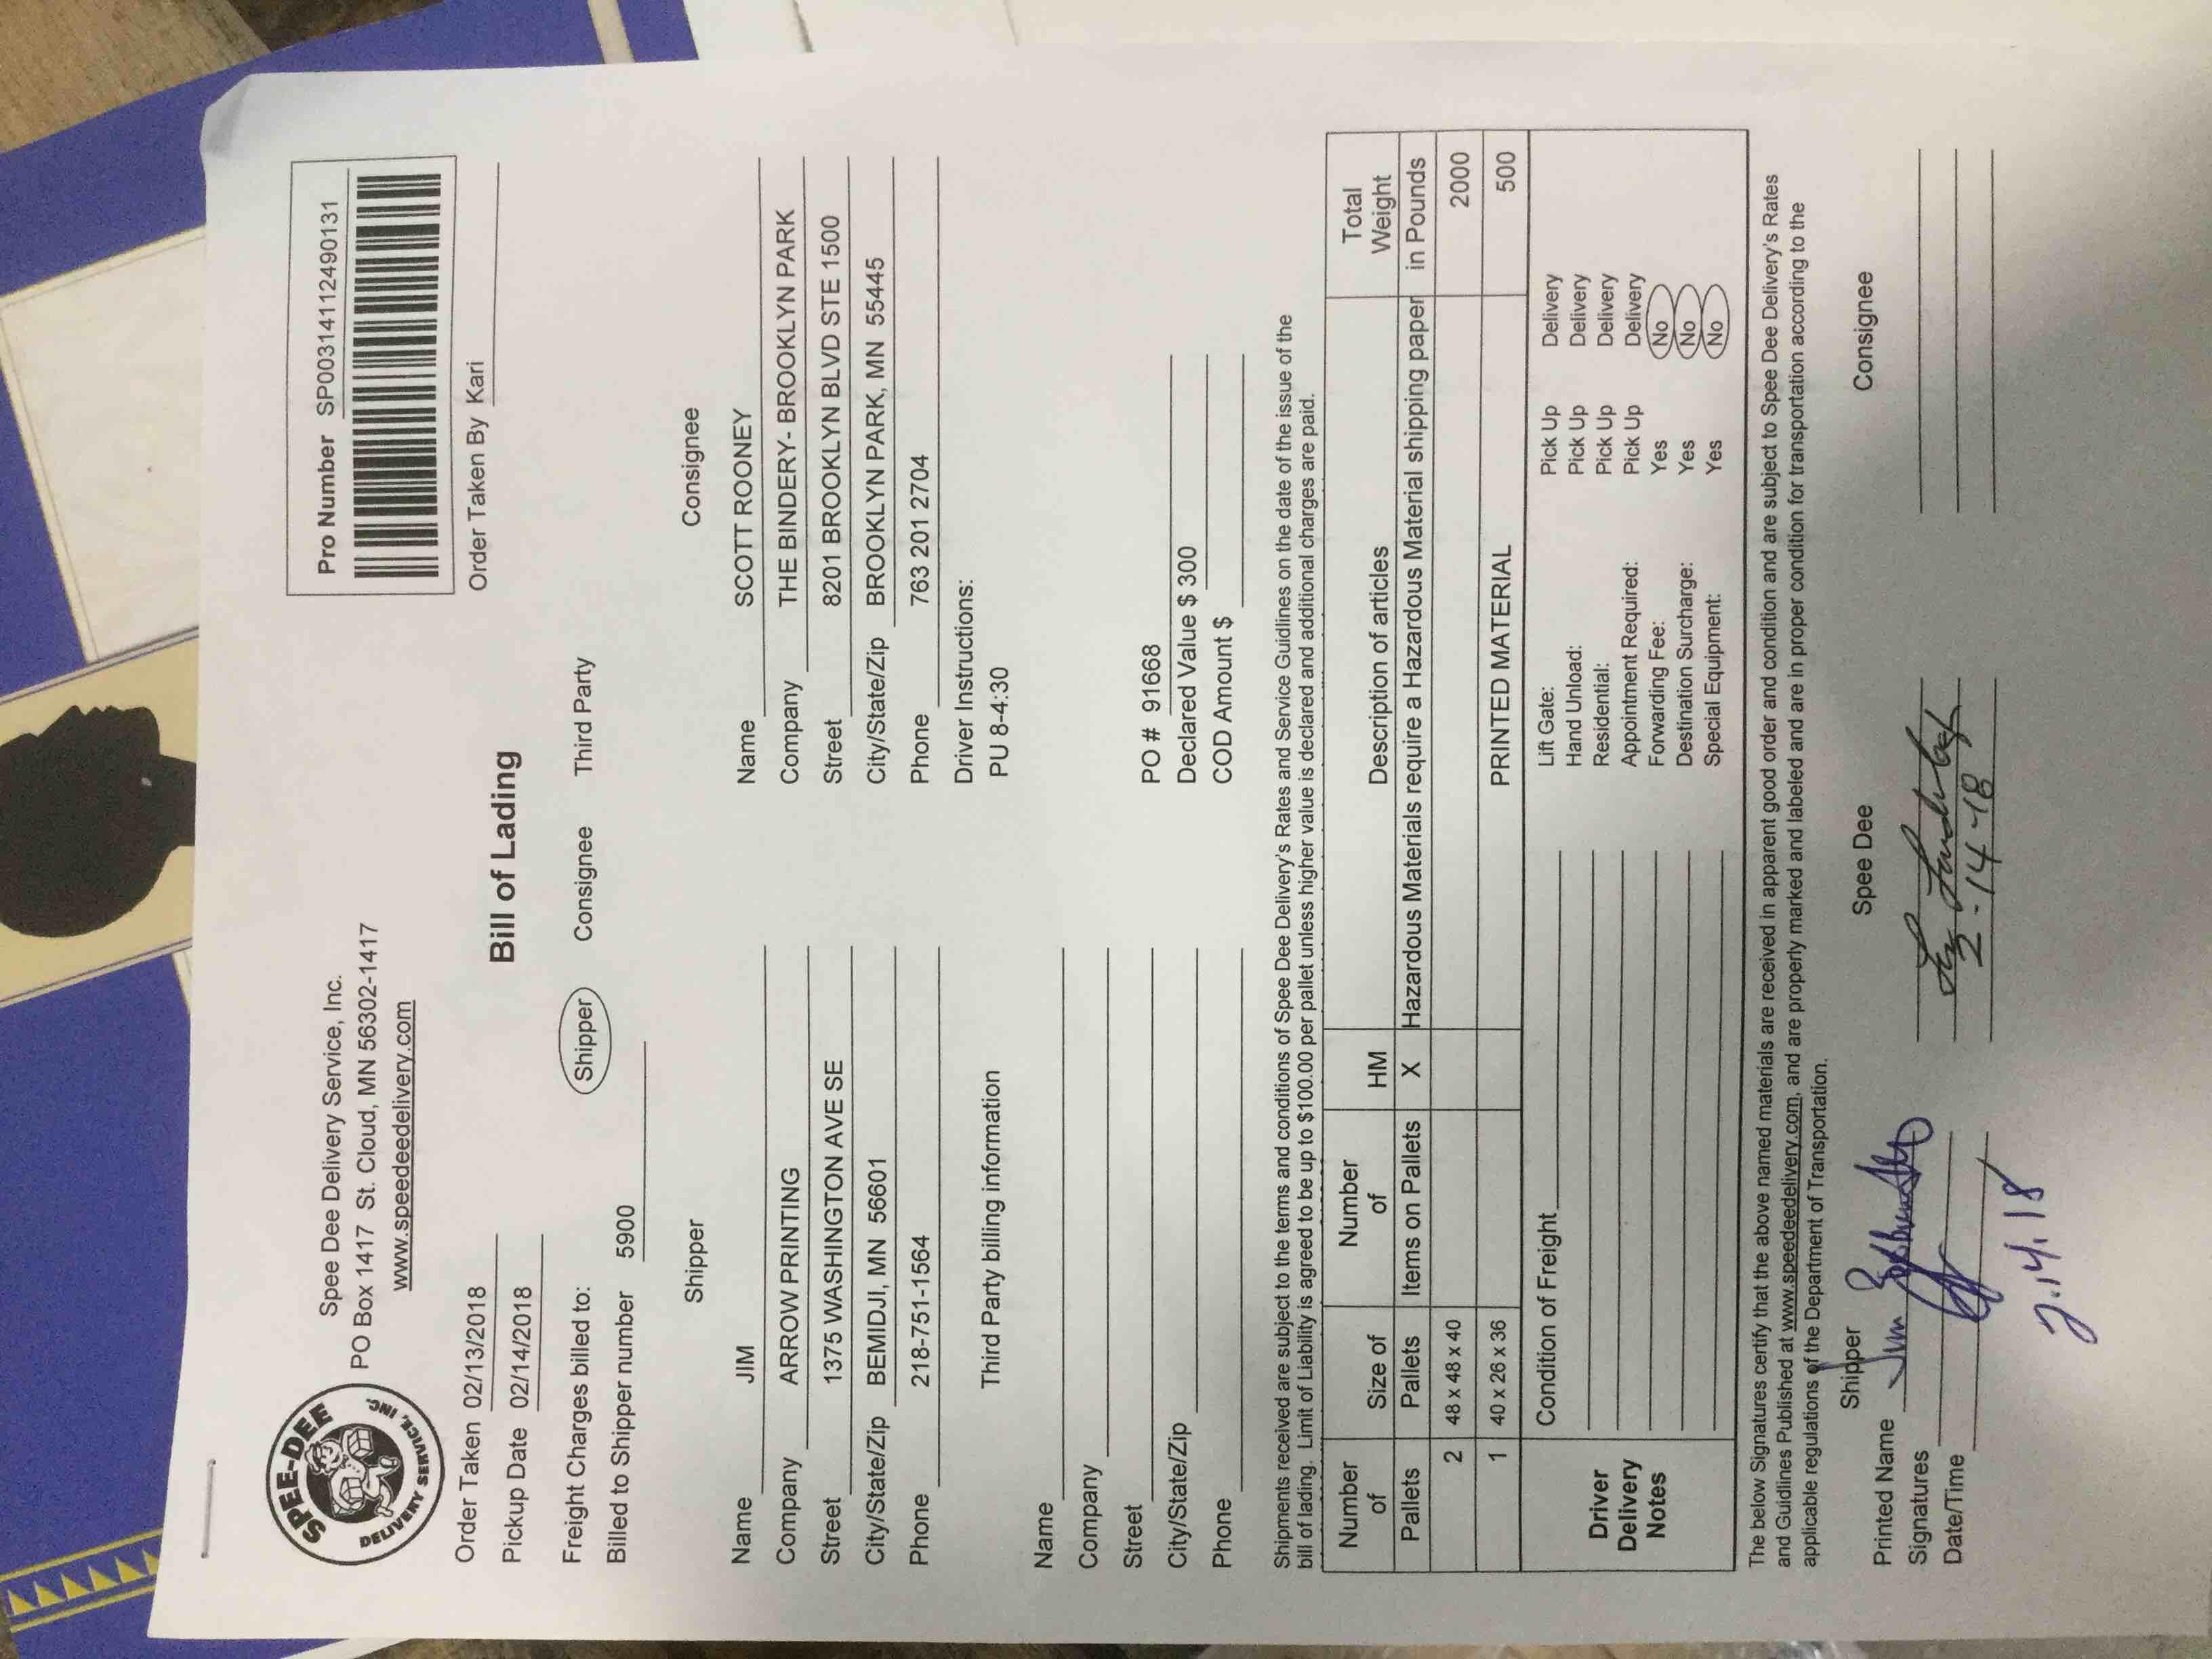 SPEE-DEE
DELIVERY SERVICE, INC.
Spee Dee Delivery Service, Inc.
PO Box 1417 St. Cloud, MN 56302-1417
www.speedeedelivery.com
Pro Number SP003141112490131
Order Taken 02/13/2018
Order Taken By Kari
Pickup Date 02/14/2018
Bill of Lading
Freight Charges billed to: Shipper Consignee Third Party
Billed to Shipper number 5900
Shipper Consignee
Name JIM Name SCOTT ROONEY
Company ARROW PRINTING Company THE BINDERY- BROOKLYN PARK
Street 1375 WASHINGTON AVE SE Street 8201 BROOKLYN BLVD STE 1500
City/State/Zip BEMIDJI, MN 56601 City/State/Zip BROOKLYN PARK, MN 55445
Phone 218-751-1564 Phone 763 201 2704
Third Party billing information Driver Instructions:
PU 8-4:30
Name
Company
Street PO # 91668
City/State/Zip Declared Value $ 300
Phone COD Amount $
Shipments received are subject to the terms and conditions of Spee Dee Delivery's Rates and Service Guidlines on the date of the issue of the
bill of lading. Limit of Liability is agreed to be up to $100.00 per pallet unless higher value is declared and additional charges are paid.
Number of Pallets Size of Pallets Number of Items on Pallets HM Description of articles Total Weight in Pounds
X Hazardous Materials require a Hazardous Material shipping paper
2 48 x 48 x 40 2000
1 40 x 26 x 36 PRINTED MATERIAL 500
Driver Delivery Notes
Condition of Freight
Lift Gate: Pick Up Delivery
Hand Unload: Pick Up Delivery
Residential: Pick Up Delivery
Appointment Required: Pick Up Delivery
Forwarding Fee: Yes No
Destination Surcharge: Yes No
Special Equipment: Yes No
The below Signatures certify that the above named materials are received in apparent good order and condition and are subject to Spee Dee Delivery's Rates
and Guidlines Published at www.speedeedelivery.com, and are properly marked and labeled and are in proper condition for transportation according to the
applicable regulations of the Department of Transportation.
Shipper Spee Dee Consignee
Printed Name Jim
Signatures
Date/Time 2.14.18 2-14-18